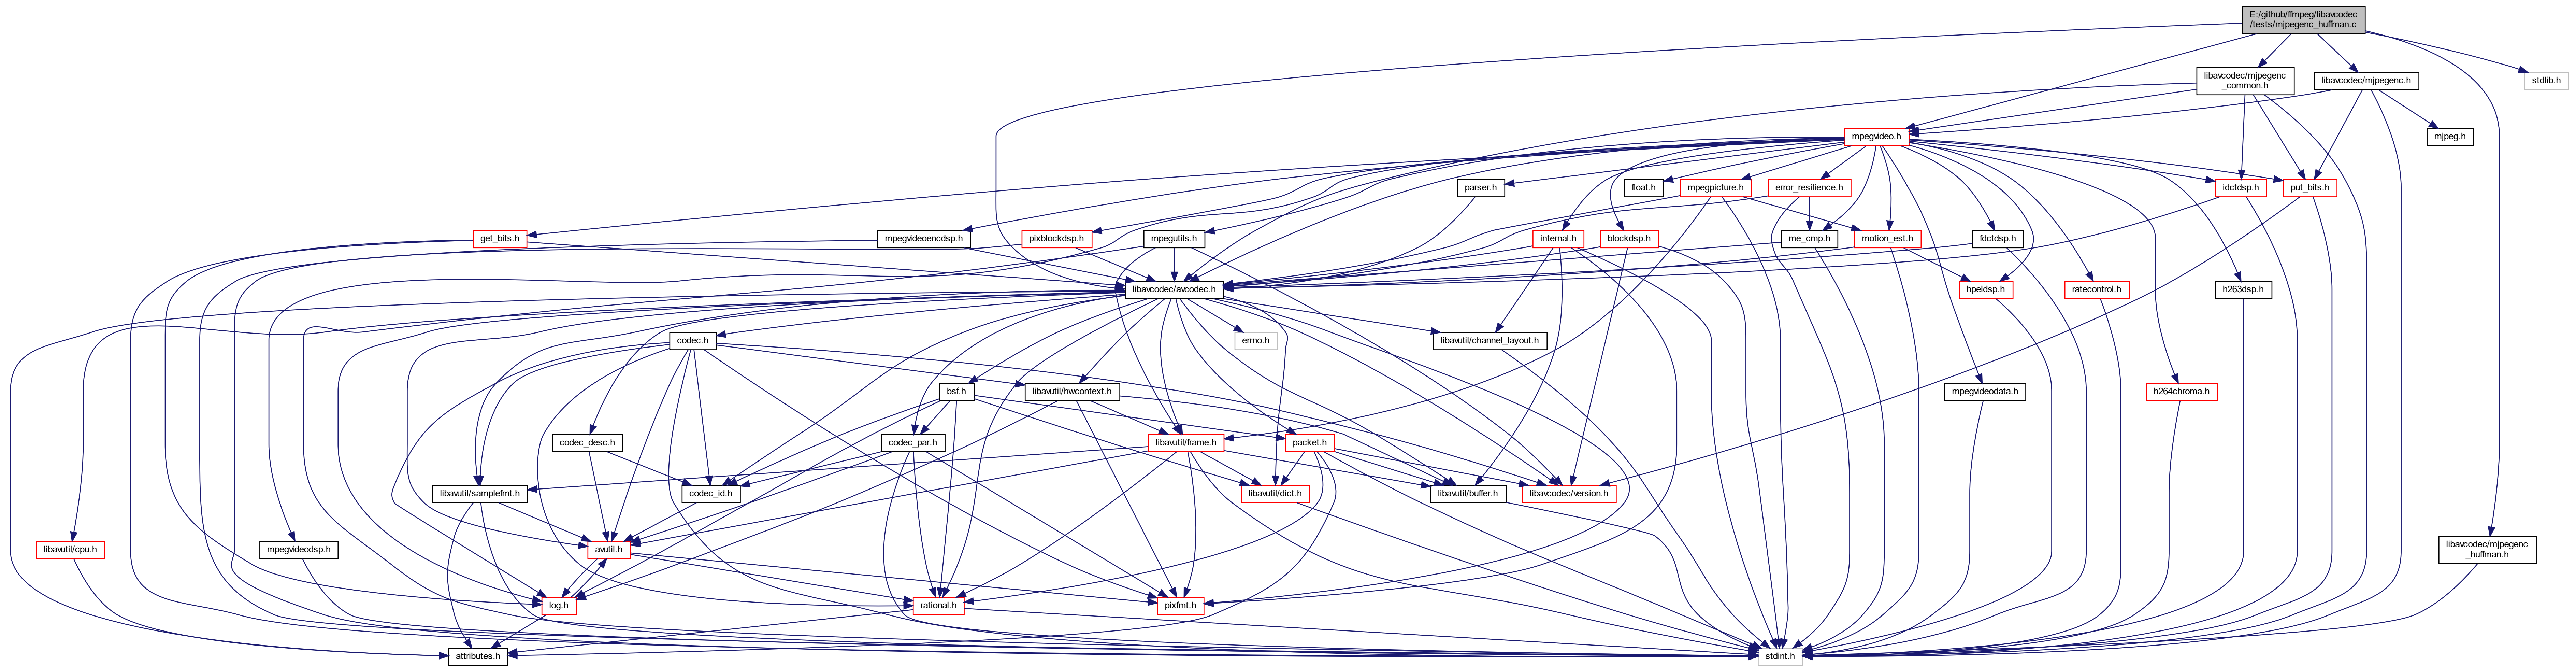 E:/github/ffmpeg/libavcodec
/tests/mjpegenc_huffman.c
libavcodec/mjpegenc
_common.h
libavcodec/mjpegenc.h
stdlib.h
mpegvideo.h
mjpeg.h
parser.h
float.h
mpegpicture.h
error_resilience.h
idctdsp.h
put_bits.h
get_bits.h
mpegvideoencdsp.h
pixblockdsp.h
mpegutils.h
internal.h
blockdsp.h
me_cmp.h
motion_est.h
fdctdsp.h
libavcodec/avcodec.h
hpeldsp.h
ratecontrol.h
h263dsp.h
codec.h
errno.h
libavutil/channel_layout.h
bsf.h
libavutil/hwcontext.h
mpegvideodata.h
h264chroma.h
codec_desc.h
codec_par.h
libavutil/frame.h
packet.h
libavutil/samplefmt.h
codec_id.h
libavutil/dict.h
libavutil/buffer.h
libavcodec/version.h
libavutil/cpu.h
mpegvideodsp.h
avutil.h
libavcodec/mjpegenc
_huffman.h
log.h
rational.h
pixfmt.h
attributes.h
stdint.h